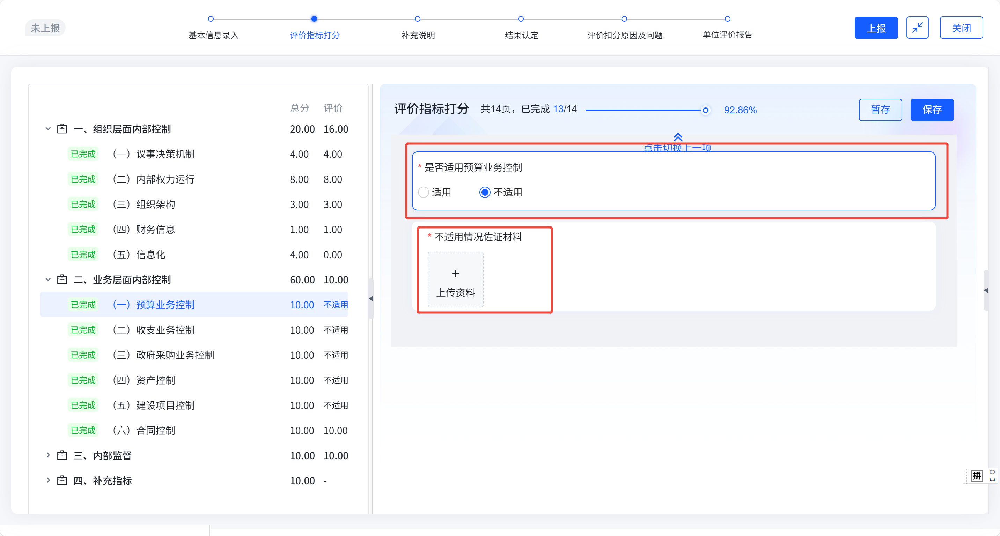 未上报
基本信息录入
评价指标打分
补充说明
结果认定
评价扣分原因及问题
单位评价报告
上报
关闭
总分 评价
一、组织层面内部控制 20.00 16.00
已完成 （一）议事决策机制 4.00 4.00
已完成 （二）内部权力运行 8.00 8.00
已完成 （三）组织架构 3.00 3.00
已完成 （四）财务信息 1.00 1.00
已完成 （五）信息化 4.00 0.00
二、业务层面内部控制 60.00 10.00
已完成 （一）预算业务控制 10.00 不适用
已完成 （二）收支业务控制 10.00 不适用
已完成 （三）政府采购业务控制 10.00 不适用
已完成 （四）资产控制 10.00 不适用
已完成 （五）建设项目控制 10.00 不适用
已完成 （六）合同控制 10.00 10.00
三、内部监督 10.00 10.00
四、补充指标 10.00 -
评价指标打分 共14页，已完成 13/14 92.86%
暂存
保存
点击切换上一项
* 是否适用预算业务控制
适用 不适用
* 不适用情况佐证材料
+
上传资料
拼